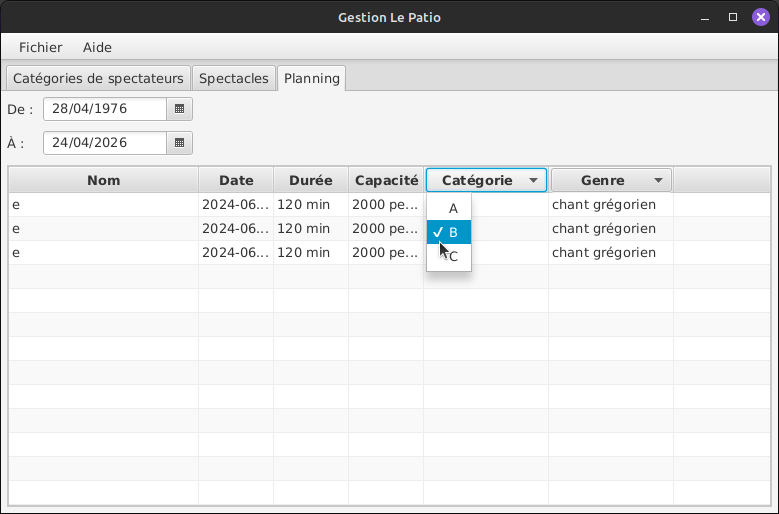 Gestion Le Patio
Fichier Aide
Catégories de spectateurs Spectacles Planning
De : 28/04/1976
À : 24/04/2026
Nom Date Durée Capacité Catégorie Genre
e 2024-06... 120 min 2000 pe... A chant grégorien
e 2024-06... 120 min 2000 pe... B chant grégorien
e 2024-06... 120 min 2000 pe... C chant grégorien